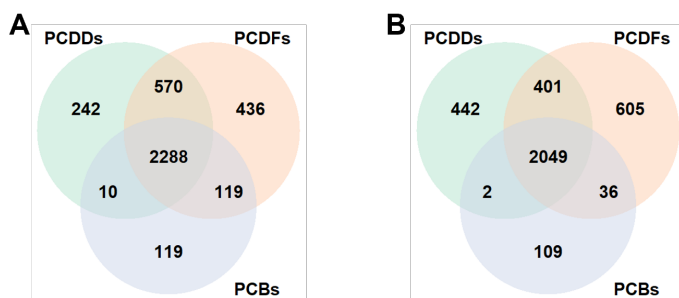 A
PCDDs
PCDFs
570
242
436
2288
10
119
119
PCBs
B
PCDDs
PCDFs
401
442
605
2049
2
36
109
PCBs